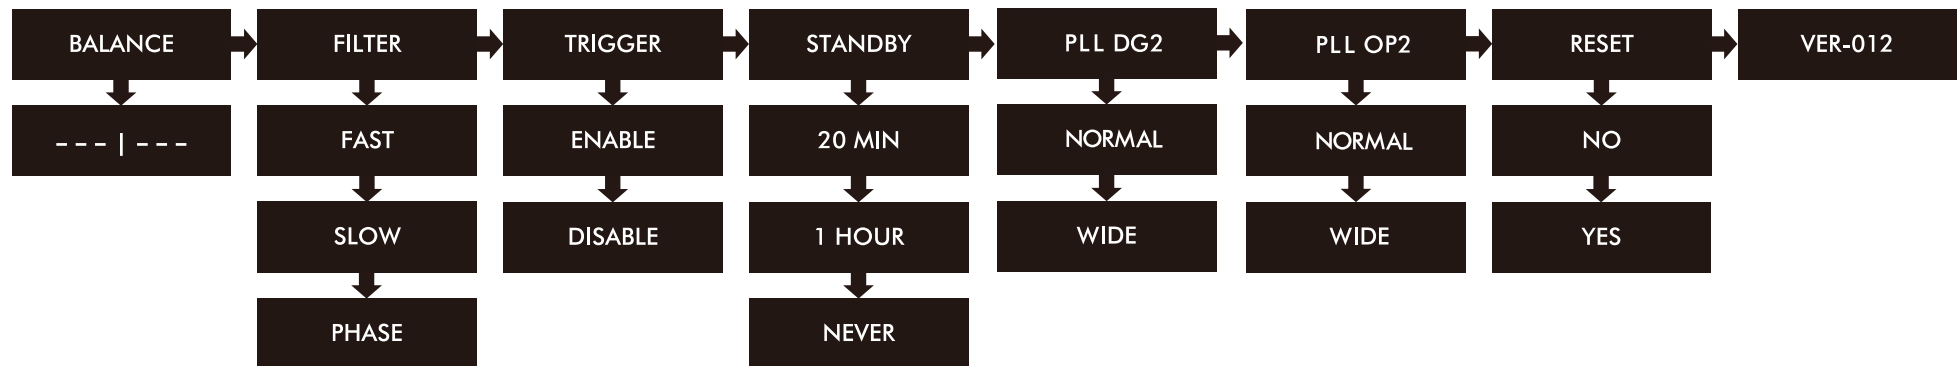 BALANCE
FILTER
TRIGGER
STANDBY
PLL DG2
PLL OP2
RESET
VER-012
- - - | - - -
FAST
ENABLE
20 MIN
NORMAL
NORMAL
NO
SLOW
DISABLE
1 HOUR
WIDE
WIDE
YES
PHASE
NEVER